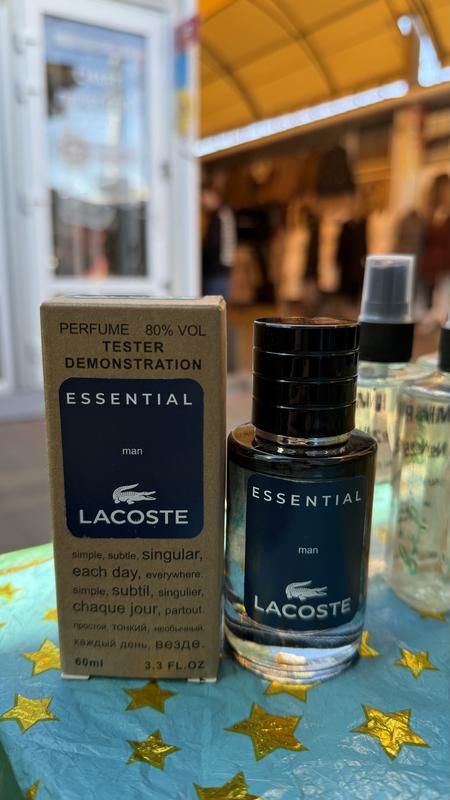 PERFUME 80% VOL
TESTER
DEMONSTRATION
ESSENTIAL
man
LACOSTE
simple, subtle, singular,
each day, everywhere.
simple, subtil, singulier,
chaque jour, partout.
простой, тонкий, необычный.
каждый день, везде.
60ml 3.3 FL.OZ
ESSENTIAL
man
LACOSTE